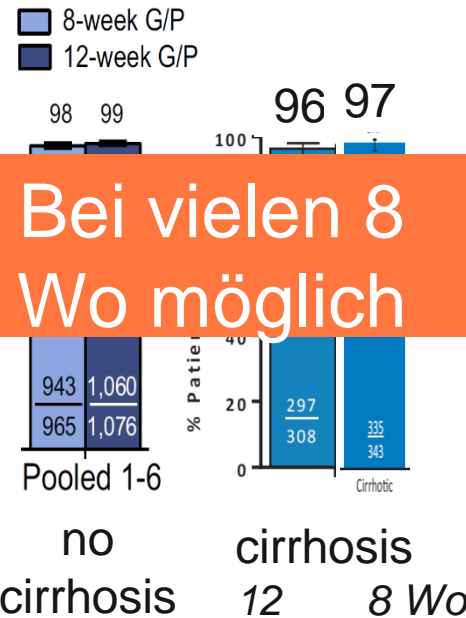 8-week G/P
12-week G/P
98 99
96 97
100
Bei vielen 8
Wo möglich
40
% Patie
20
0
943 1,060
965 1,076
297
308
335
343
Pooled 1-6
Cirrhotic
no
cirrhosis
cirrhosis
12 8 Wo